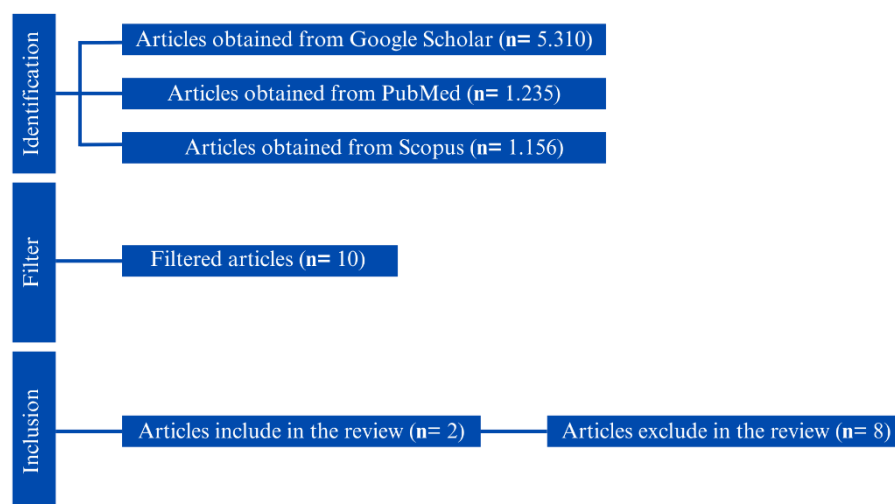 Identification
Articles obtained from Google Scholar (n= 5.310)
Articles obtained from PubMed (n= 1.235)
Articles obtained from Scopus (n= 1.156)
Filter
Filtered articles (n= 10)
Inclusion
Articles include in the review (n= 2)
Articles exclude in the review (n= 8)